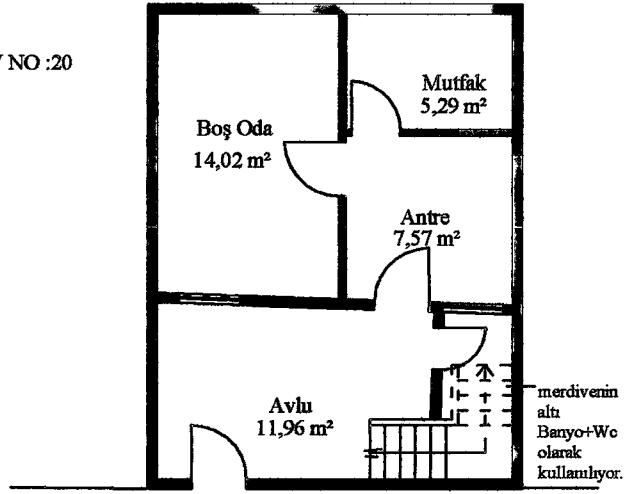 NO :20
Mutfak
5,29 m²
Boş Oda
14,02 m²
Antre
7,57 m²
Avlu
11,96 m²
merdivenin
altı
Banyo+Wc
olarak
kullanılıyor.